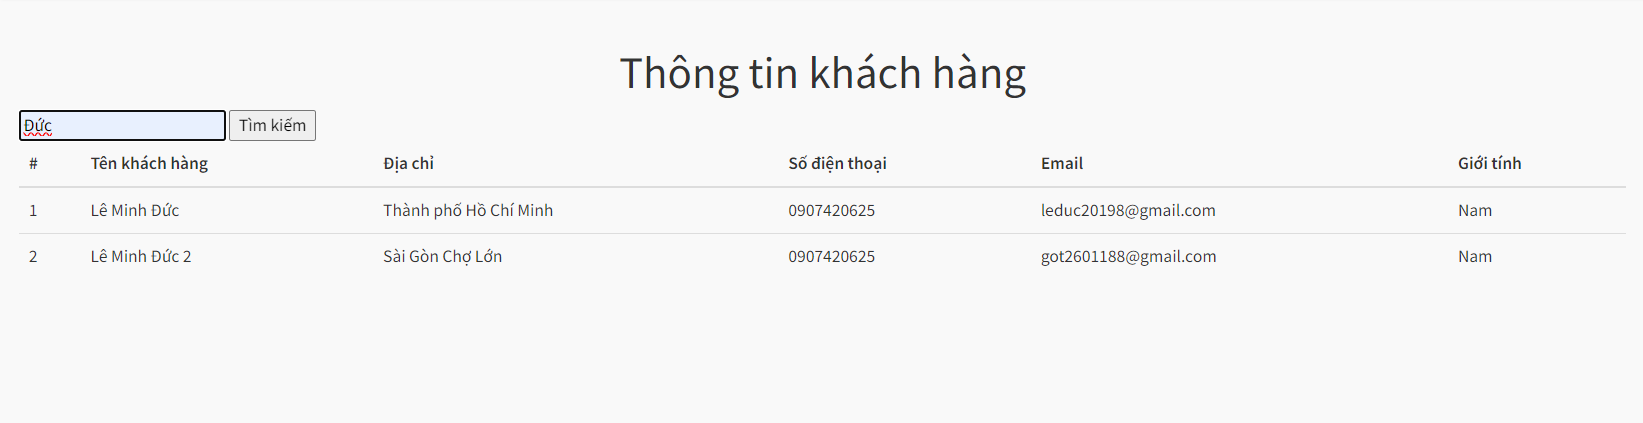 Thông tin khách hàng
Đức Tìm kiếm
# Tên khách hàng Địa chỉ Số điện thoại Email Giới tính
1 Lê Minh Đức Thành phố Hồ Chí Minh 0907420625 leduc20198@gmail.com Nam
2 Lê Minh Đức 2 Sài Gòn Chợ Lớn 0907420625 got2601188@gmail.com Nam